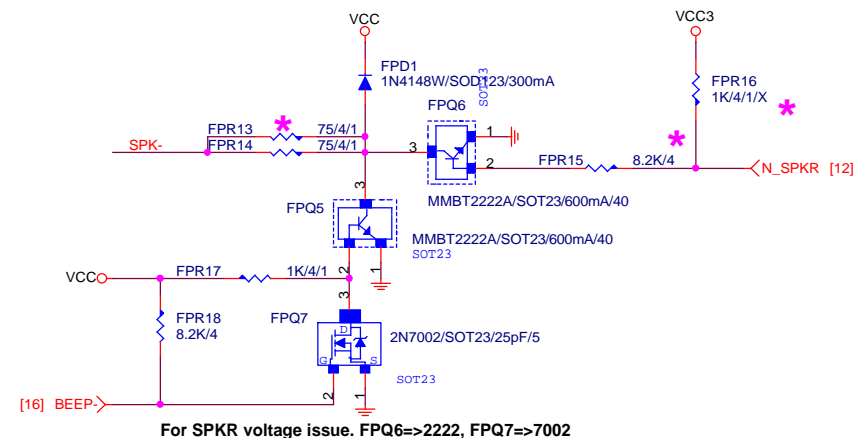 VCC
VCC3
FPD1
1N4148W/SOD123/300mA
SOT23
FPQ6
FPR16
1K/4/1/X
*
FPR13
*
75/4/1
SPK-
FPR14
75/4/1
3
1
2
FPR15
8.2K/4
*
N_SPKR [12]
MMBT2222A/SOT23/600mA/40
3
FPQ5
MMBT2222A/SOT23/600mA/40
SOT23
2
1
VCC
FPR17
1K/4/1
3
FPR18
8.2K/4
FPQ7
D
G
S
2N7002/SOT23/25pF/5
SOT23
2
1
[16] BEEP-
For SPKR voltage issue. FPQ6=>2222, FPQ7=>7002